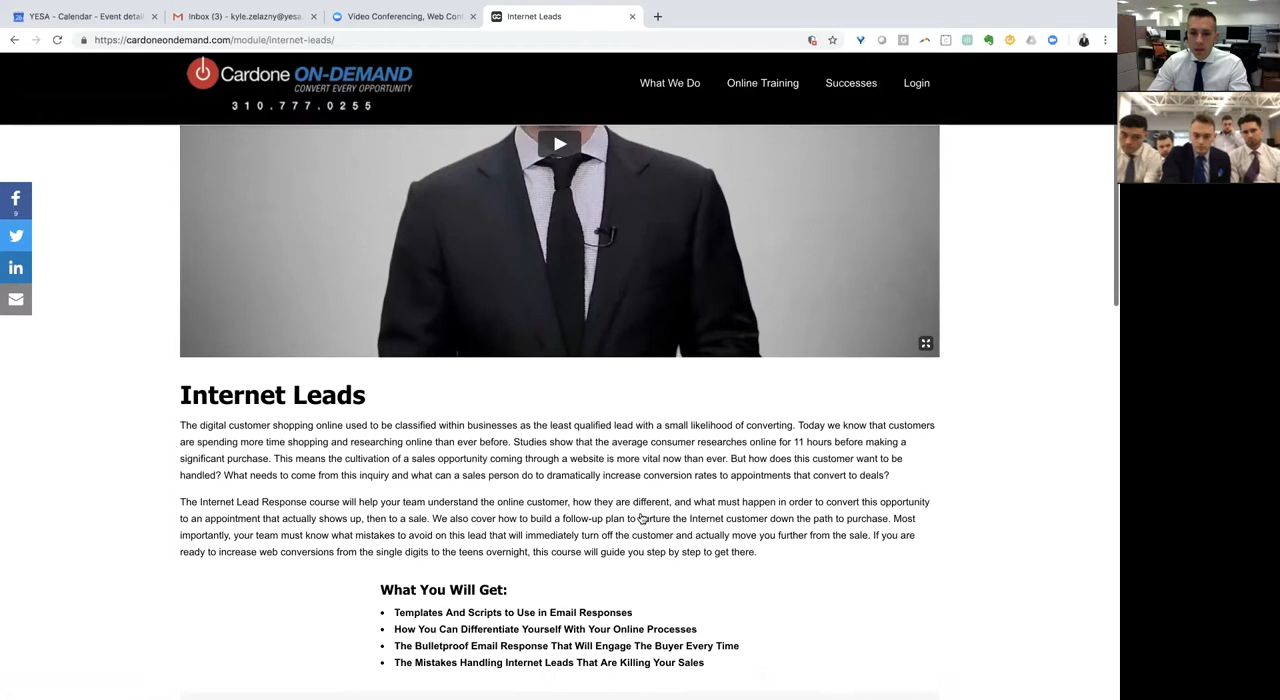 YESA - Calendar - Event detai
Inbox (3) - kyle.zelazny@yesa.
Video Conferencing, Web Conf
Internet Leads
https://cardoneondemand.com/module/internet-leads/
Cardone ON-DEMAND
CONVERT EVERY OPPORTUNITY
310.777.0255
What We Do
Online Training
Successes
Login
9
Internet Leads
The digital customer shopping online used to be classified within businesses as the least qualified lead with a small likelihood of converting. Today we know that customers
are spending more time shopping and researching online than ever before. Studies show that the average consumer researches online for 11 hours before making a
significant purchase. This means the cultivation of a sales opportunity coming through a website is more vital now than ever. But how does this customer want to be
handled? What needs to come from this inquiry and what can a sales person do to dramatically increase conversion rates to appointments that convert to deals?
The Internet Lead Response course will help your team understand the online customer, how they are different, and what must happen in order to convert this opportunity
to an appointment that actually shows up, then to a sale. We also cover how to build a follow-up plan to nurture the Internet customer down the path to purchase. Most
importantly, your team must know what mistakes to avoid on this lead that will immediately turn off the customer and actually move you further from the sale. If you are
ready to increase web conversions from the single digits to the teens overnight, this course will guide you step by step to get there.
What You Will Get:
• Templates And Scripts to Use in Email Responses
• How You Can Differentiate Yourself With Your Online Processes
• The Bulletproof Email Response That Will Engage The Buyer Every Time
• The Mistakes Handling Internet Leads That Are Killing Your Sales